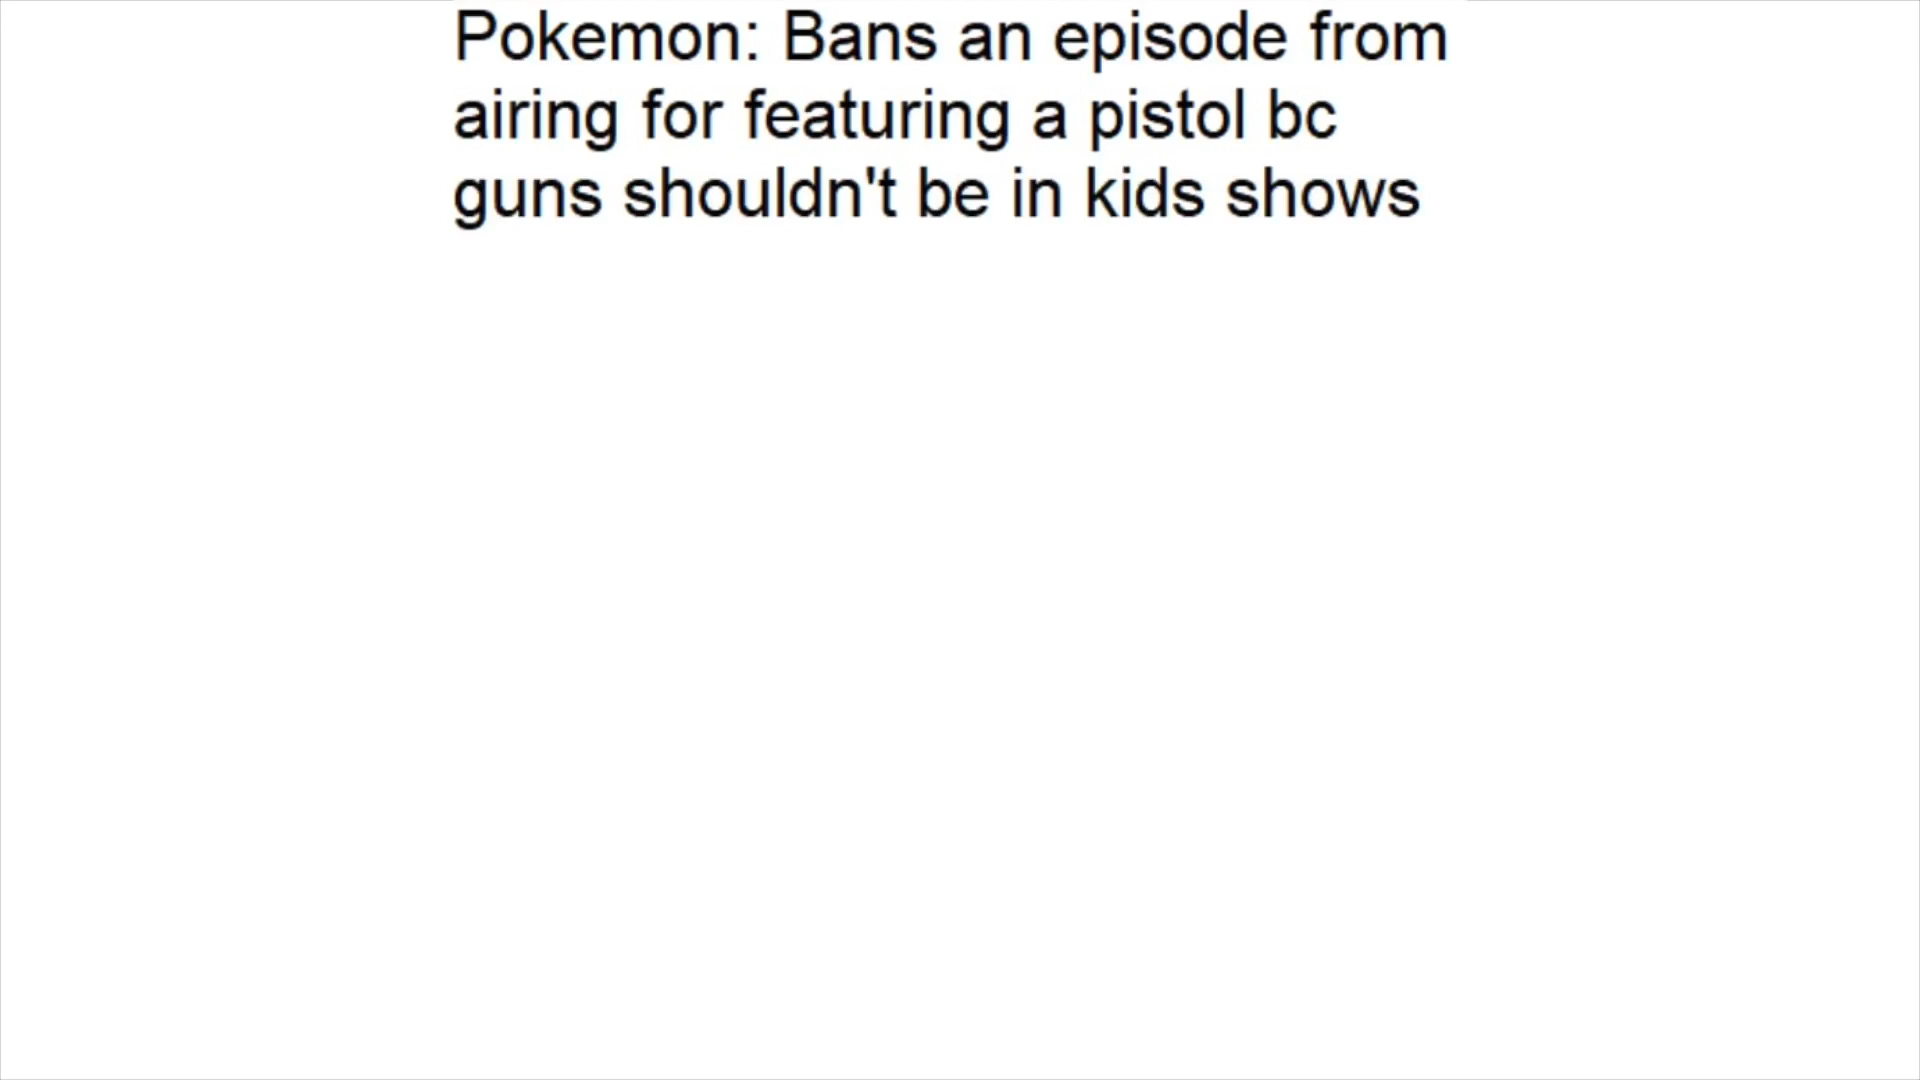 Pokemon: Bans an episode from
airing for featuring a pistol bc
guns shouldn't be in kids shows